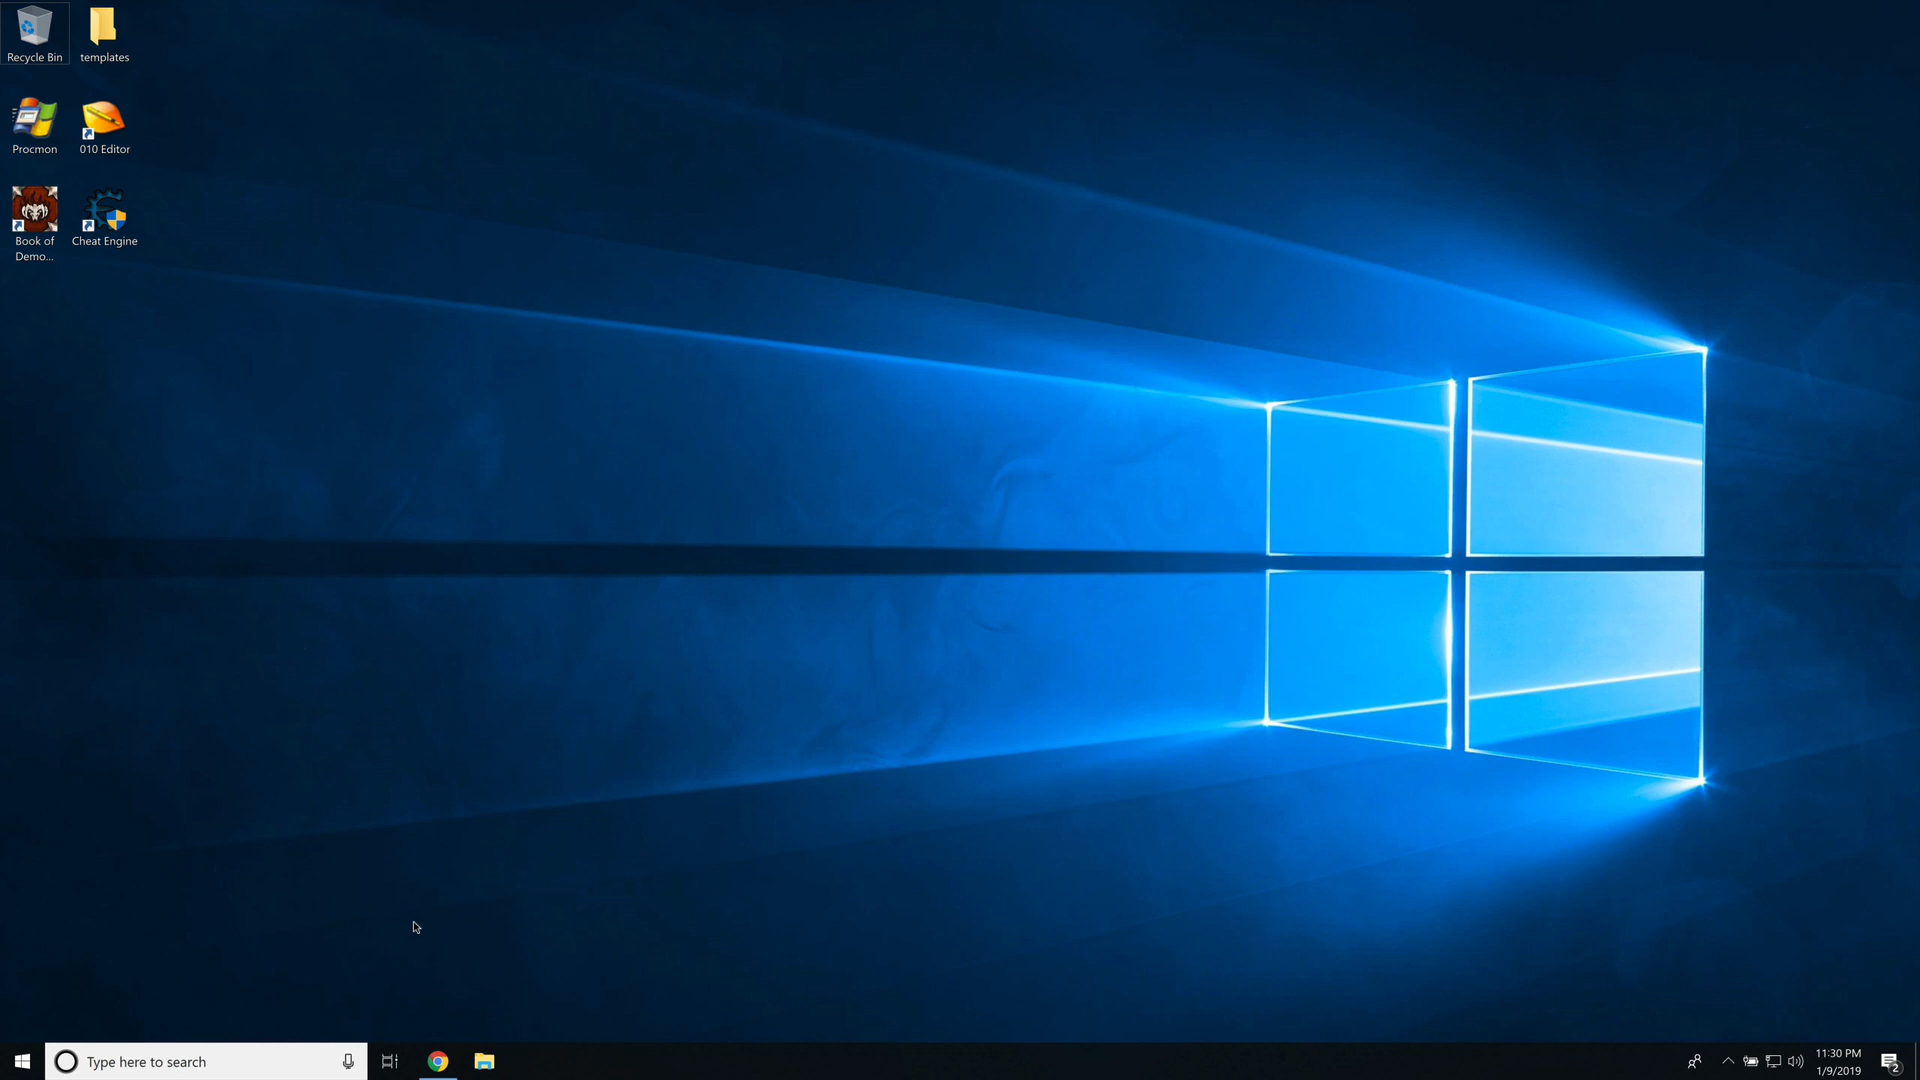 Recycle Bin
templates
Procmon
010 Editor
Book of
Demo...
Cheat Engine
Type here to search
11:30 PM
1/9/2019
2